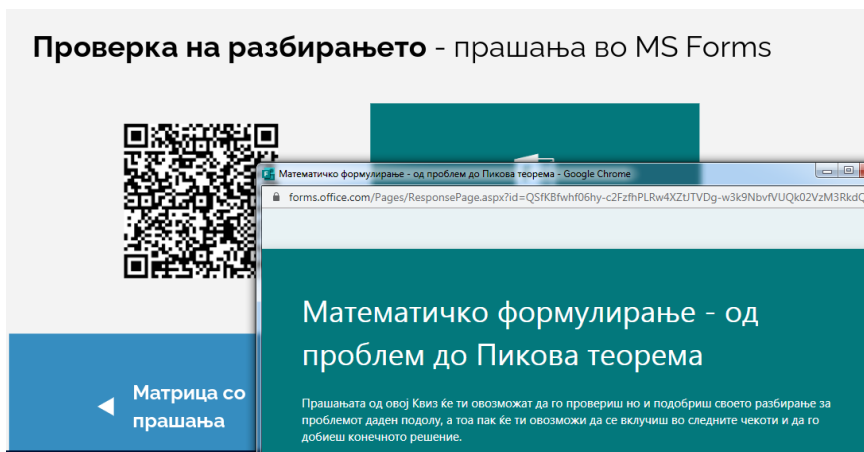 Проверка на разбирањето - прашања во MS Forms
Математичко формулирање - од проблем до Пикова теорема - Google Chrome
forms.office.com/Pages/ResponsePage.aspx?id=QSfKBfwhf06hy-c2FzfhPLRw4XZtJTVDg-w3k9NbvfVUQk02VzM3RkdQ
Математичко формулирање - од
проблем до Пикова теорема
Прашањата од овој Квиз ќе ти овозможат да го провериш но и подобриш своето разбирање за
проблемот даден подолу, а тоа пак ќе ти овозможи да се вклучиш во следните чекоти и да го
добиеш конечното решение.
Матрица со
прашања